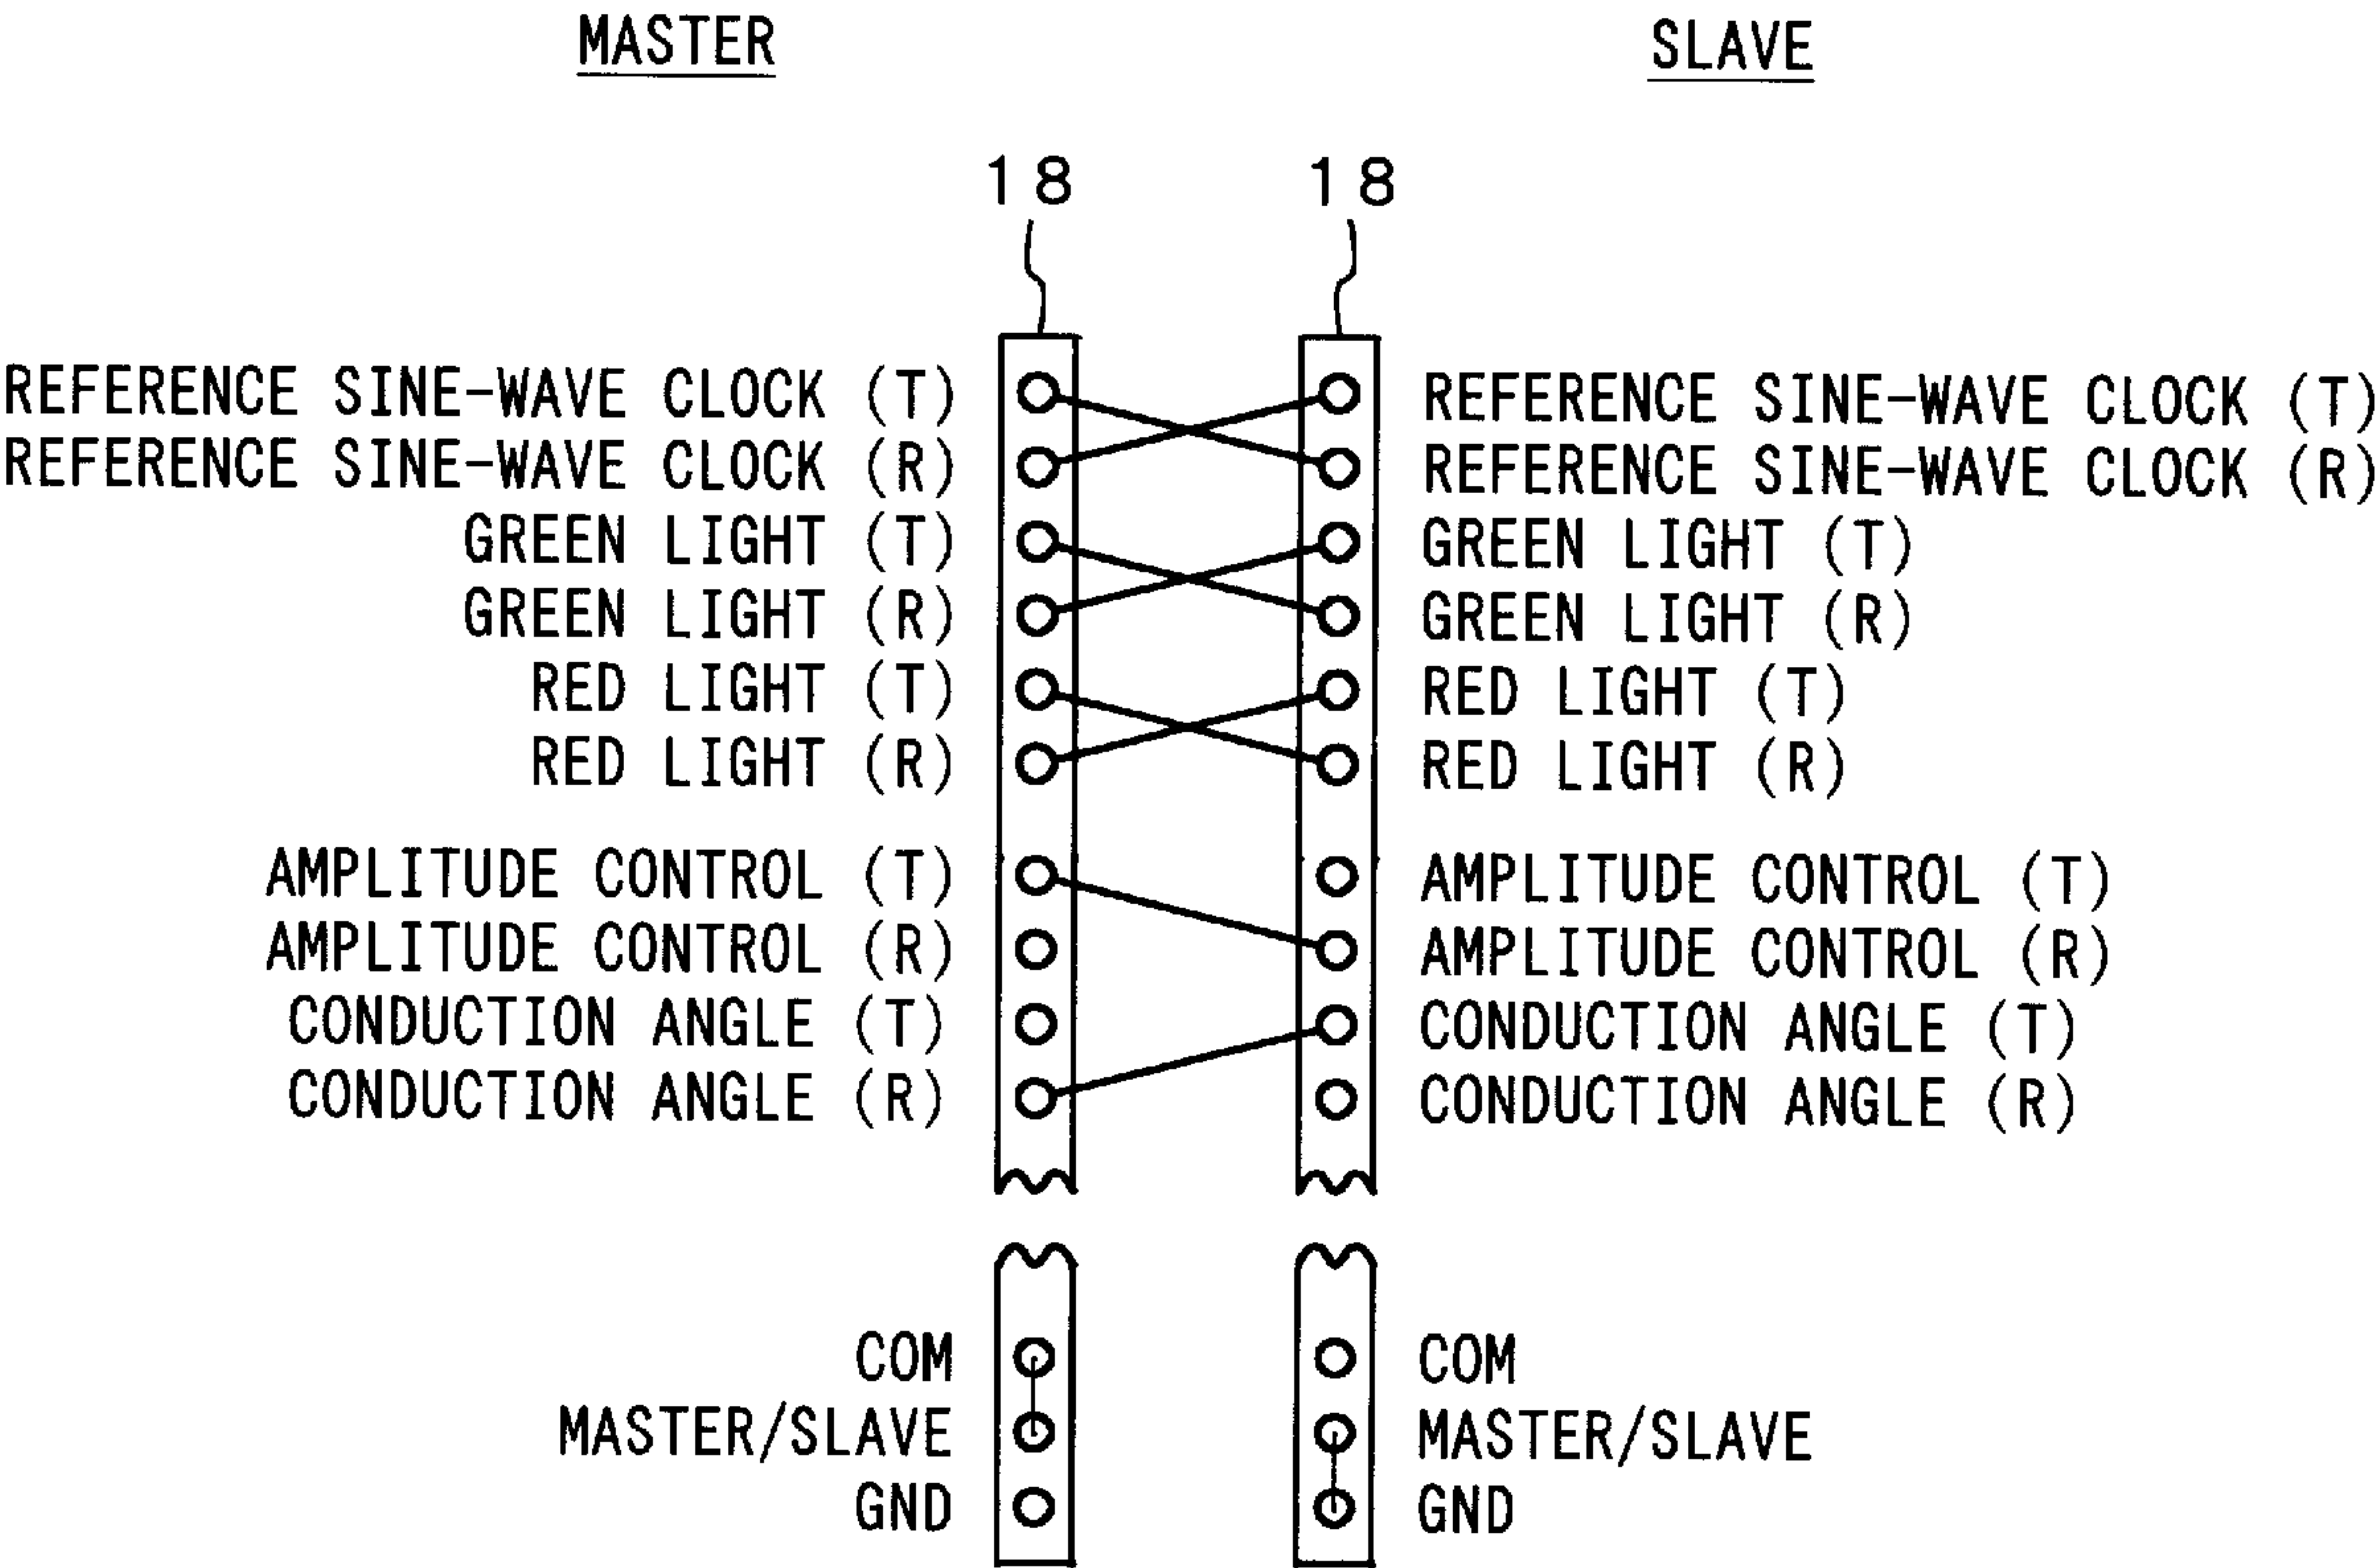 MASTER
SLAVE
18
18
REFERENCE SINE-WAVE CLOCK (T)
REFERENCE SINE-WAVE CLOCK (R)
GREEN LIGHT (T)
GREEN LIGHT (R)
RED LIGHT (T)
RED LIGHT (R)
AMPLITUDE CONTROL (T)
AMPLITUDE CONTROL (R)
CONDUCTION ANGLE (T)
CONDUCTION ANGLE (R)
COM
MASTER/SLAVE
GND
REFERENCE SINE-WAVE CLOCK (T)
REFERENCE SINE-WAVE CLOCK (R)
GREEN LIGHT (T)
GREEN LIGHT (R)
RED LIGHT (T)
RED LIGHT (R)
AMPLITUDE CONTROL (T)
AMPLITUDE CONTROL (R)
CONDUCTION ANGLE (T)
CONDUCTION ANGLE (R)
COM
MASTER/SLAVE
GND